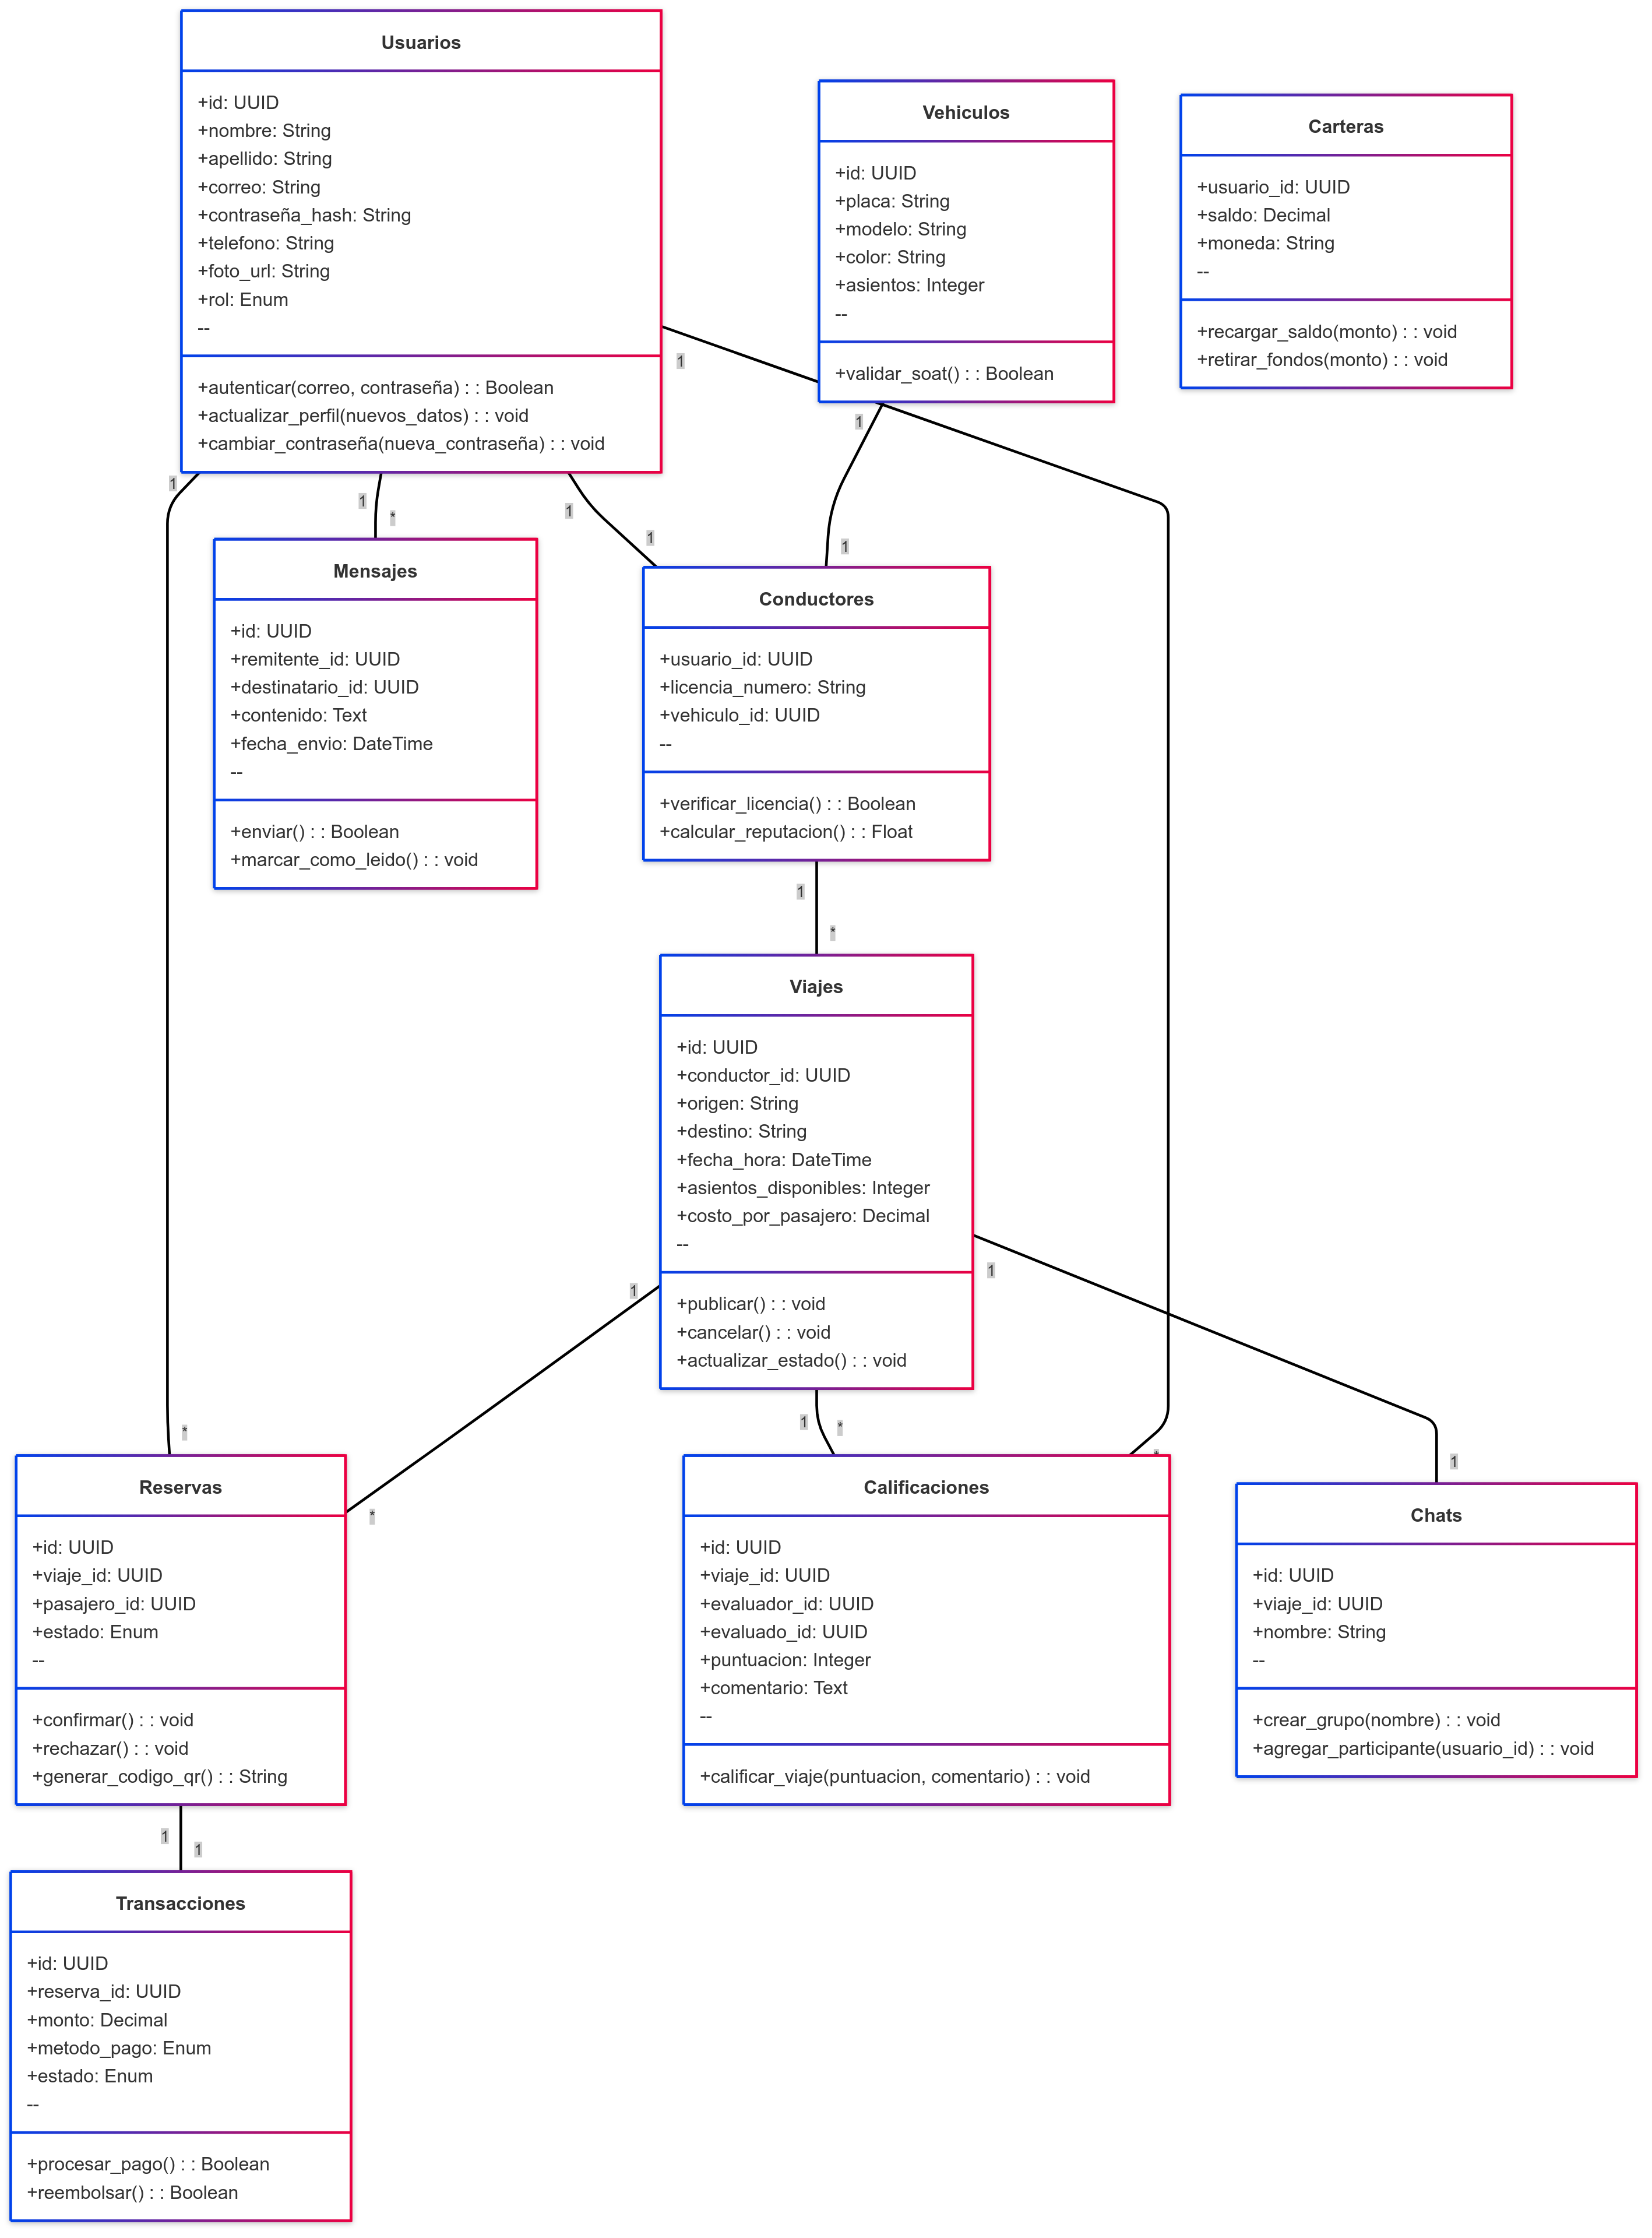 Usuarios
+id: UUID
+nombre: String
+apellido: String
+correo: String
+contraseña_hash: String
+telefono: String
+foto_url: String
+rol: Enum
--
+autenticar(correo, contraseña) : : Boolean
+actualizar_perfil(nuevos_datos) : : void
+cambiar_contraseña(nueva_contraseña) : : void
Vehiculos
+id: UUID
+placa: String
+modelo: String
+color: String
+asientos: Integer
--
+validar_soat() : : Boolean
Carteras
+usuario_id: UUID
+saldo: Decimal
+moneda: String
--
+recargar_saldo(monto) : : void
+retirar_fondos(monto) : : void
1
1
1
1
*
1
1
1
Mensajes
+id: UUID
+remitente_id: UUID
+destinatario_id: UUID
+contenido: Text
+fecha_envio: DateTime
--
+enviar() : : Boolean
+marcar_como_leido() : : void
Conductores
+usuario_id: UUID
+licencia_numero: String
+vehiculo_id: UUID
--
+verificar_licencia() : : Boolean
+calcular_reputacion() : : Float
1
*
Viajes
+id: UUID
+conductor_id: UUID
+origen: String
+destino: String
+fecha_hora: DateTime
+asientos_disponibles: Integer
+costo_por_pasajero: Decimal
--
+publicar() : : void
+cancelar() : : void
+actualizar_estado() : : void
1
1
1
*
*
*
1
*
Reservas
+id: UUID
+viaje_id: UUID
+pasajero_id: UUID
+estado: Enum
--
+confirmar() : : void
+rechazar() : : void
+generar_codigo_qr() : : String
Calificaciones
+id: UUID
+viaje_id: UUID
+evaluador_id: UUID
+evaluado_id: UUID
+puntuacion: Integer
+comentario: Text
--
+calificar_viaje(puntuacion, comentario) : : void
Chats
+id: UUID
+viaje_id: UUID
+nombre: String
--
+crear_grupo(nombre) : : void
+agregar_participante(usuario_id) : : void
1
1
Transacciones
+id: UUID
+reserva_id: UUID
+monto: Decimal
+metodo_pago: Enum
+estado: Enum
--
+procesar_pago() : : Boolean
+reembolsar() : : Boolean